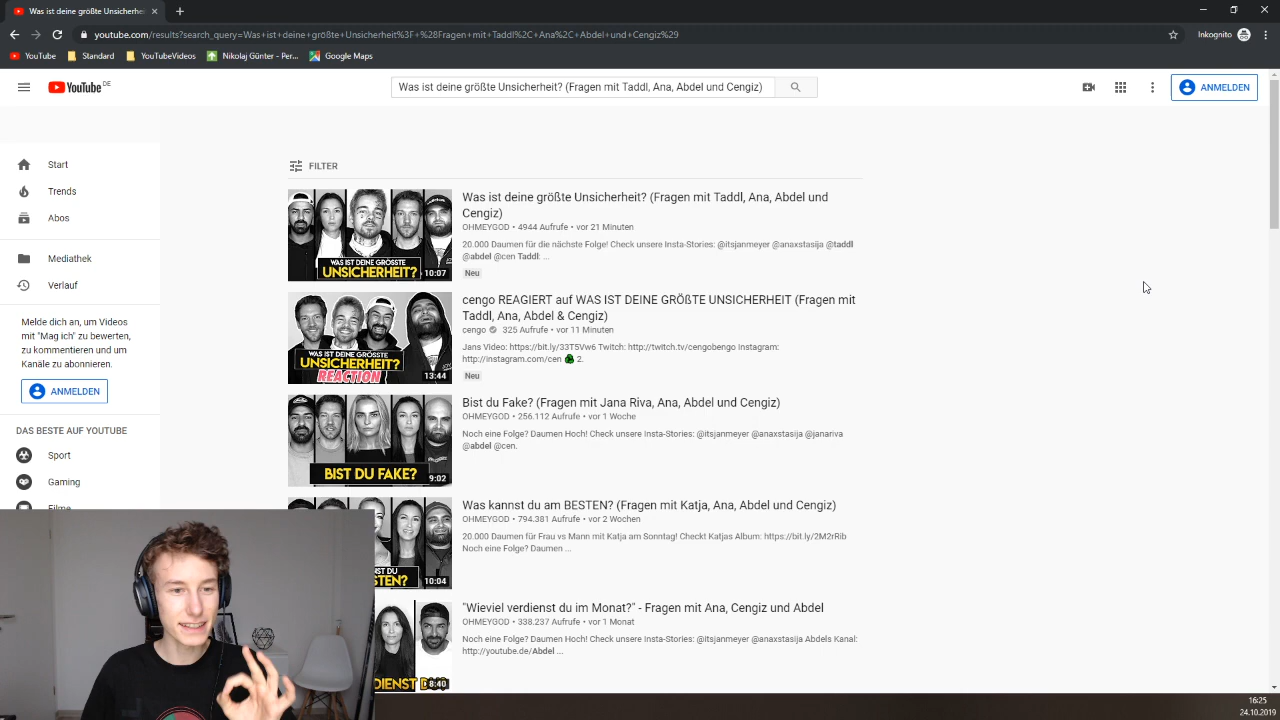 Was ist deine größte Unsicherhei
youtube.com/results?search_query=Was+ist+deine+größte+Unsicherheit%3F+%28Fragen+mit+Taddl%2C+Ana%2C+Abdel+und+Cengiz%29
Inkognito
YouTube
Standard
YouTubeVideos
Nikolaj Günter - Per...
Google Maps
YouTube DE
Was ist deine größte Unsicherheit? (Fragen mit Taddl, Ana, Abdel und Cengiz)
ANMELDEN
Start
Trends
Abos
Mediathek
Verlauf
Melde dich an, um Videos
mit "Mag ich" zu bewerten,
zu kommentieren und um
Kanäle zu abonnieren.
ANMELDEN
DAS BESTE AUF YOUTUBE
Sport
Gaming
Filme
FILTER
WAS IST DEINE GRÖSSTE
UNSICHERHEIT?
10:07
Was ist deine größte Unsicherheit? (Fragen mit Taddl, Ana, Abdel und
Cengiz)
OHMEYGOD • 4944 Aufrufe • vor 21 Minuten
20.000 Daumen für die nächste Folge! Check unsere Insta-Stories: @itsjanmeyer @anaxstasija @taddl
@abdel @cen Taddl: ...
Neu
WAS IST DEINE GRÖSSTE
UNSICHERHEIT?
REACTION
13:44
cengo REAGIERT auf WAS IST DEINE GRÖßTE UNSICHERHEIT (Fragen mit
Taddl, Ana, Abdel & Cengiz)
cengo 325 Aufrufe • vor 11 Minuten
Jans Video: https://bit.ly/33T5Vw6 Twitch: http://twitch.tv/cengobengo Instagram:
http://instagram.com/cen 2.
Neu
BIST DU FAKE?
9:02
Bist du Fake? (Fragen mit Jana Riva, Ana, Abdel und Cengiz)
OHMEYGOD • 256.112 Aufrufe • vor 1 Woche
Noch eine Folge? Daumen Hoch! Check unsere Insta-Stories: @itsjanmeyer @anaxstasija @janariva
@abdel @cen.
ST DU
STEN?
10:04
Was kannst du am BESTEN? (Fragen mit Katja, Ana, Abdel und Cengiz)
OHMEYGOD • 794.381 Aufrufe • vor 2 Wochen
20.000 Daumen für Frau vs Mann mit Katja am Sonntag! Checkt Katjas Album: https://bit.ly/2M2rRib
Noch eine Folge? Daumen ...
DIENST D
8:40
"Wieviel verdienst du im Monat?" - Fragen mit Ana, Cengiz und Abdel
OHMEYGOD • 338.237 Aufrufe • vor 1 Monat
Noch eine Folge? Daumen Hoch! Check unsere Insta-Stories: @itsjanmeyer @anaxstasija Abdels Kanal:
http://youtube.de/Abdel ...
16:25
24.10.2019